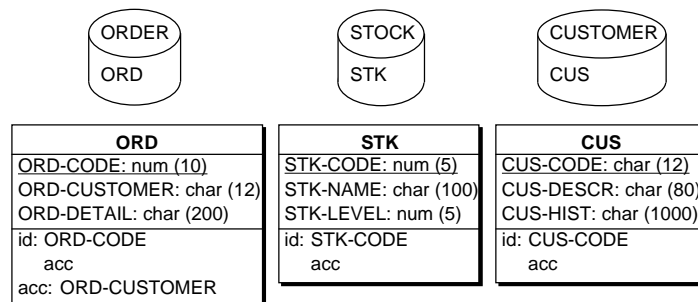 ORDER
ORD
STOCK
STK
CUSTOMER
CUS
ORD
ORD-CODE: num (10)
ORD-CUSTOMER: char (12)
ORD-DETAIL: char (200)
id: ORD-CODE
acc
acc: ORD-CUSTOMER
STK
STK-CODE: num (5)
STK-NAME: char (100)
STK-LEVEL: num (5)
id: STK-CODE
acc
CUS
CUS-CODE: char (12)
CUS-DESCR: char (80)
CUS-HIST: char (1000)
id: CUS-CODE
acc